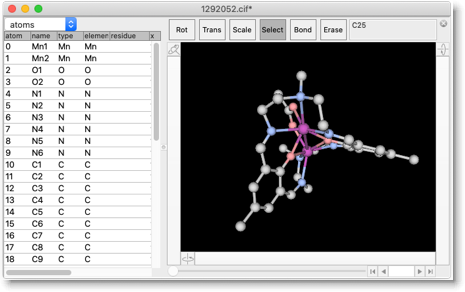 1292052.cif*
atoms
Rot Trans Scale Select Bond Erase C25
atom* name type elemer residue x
0 Mn1 Mn Mn
1 Mn2 Mn Mn
2 O1 O O
3 O2 O O
4 N1 N N
5 N2 N N
6 N3 N N
7 N4 N N
8 N5 N N
9 N6 N N
10 C1 C C
11 C2 C C
12 C3 C C
13 C4 C C
14 C5 C C
15 C6 C C
16 C7 C C
17 C8 C C
18 C9 C C